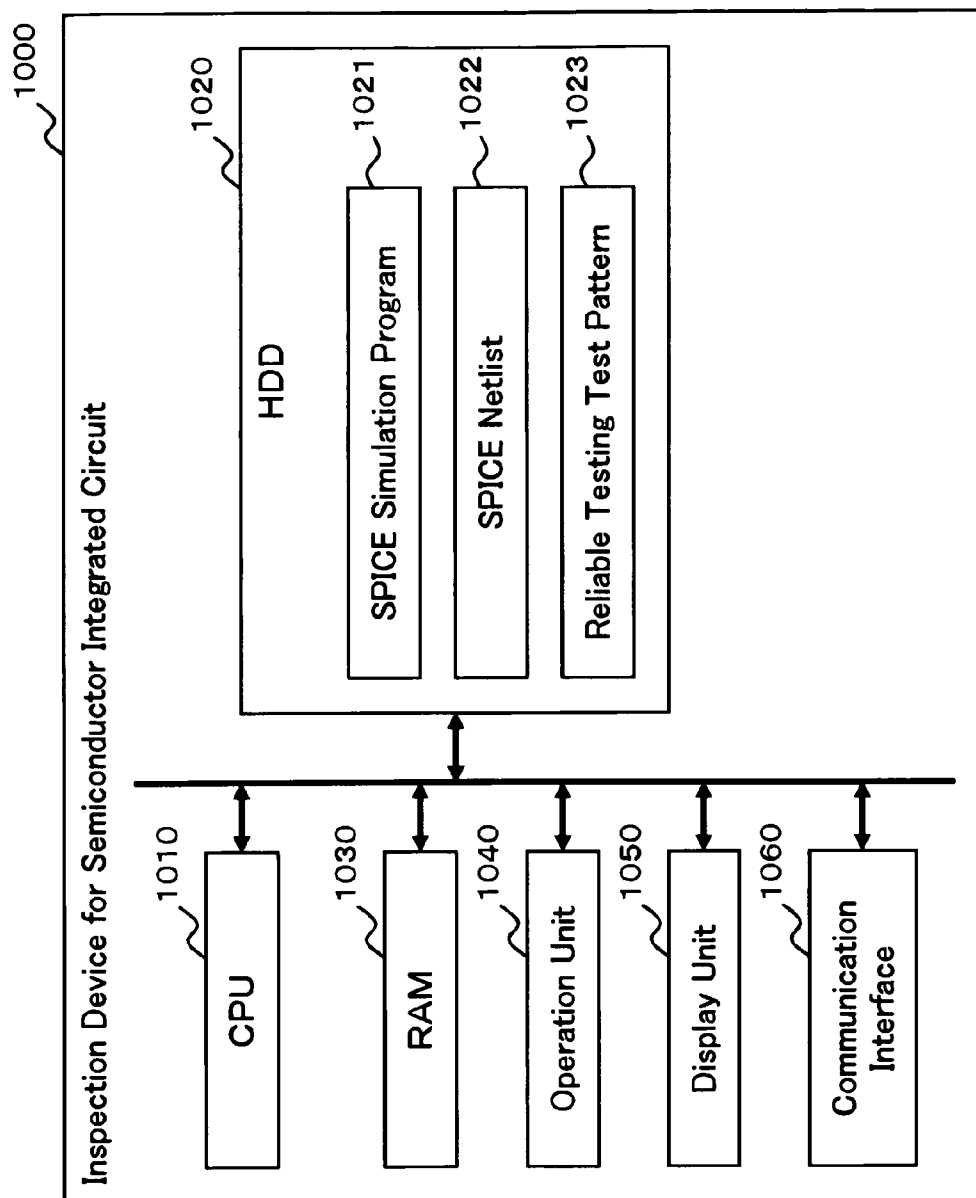 1000
Inspection Device for Semiconductor Integrated Circuit
1010
CPU
1030
RAM
1040
Operation Unit
1050
Display Unit
1060
Communication
Interface
1020
HDD
1021
SPICE Simulation Program
1022
SPICE Netlist
1023
Reliable Testing Test Pattern